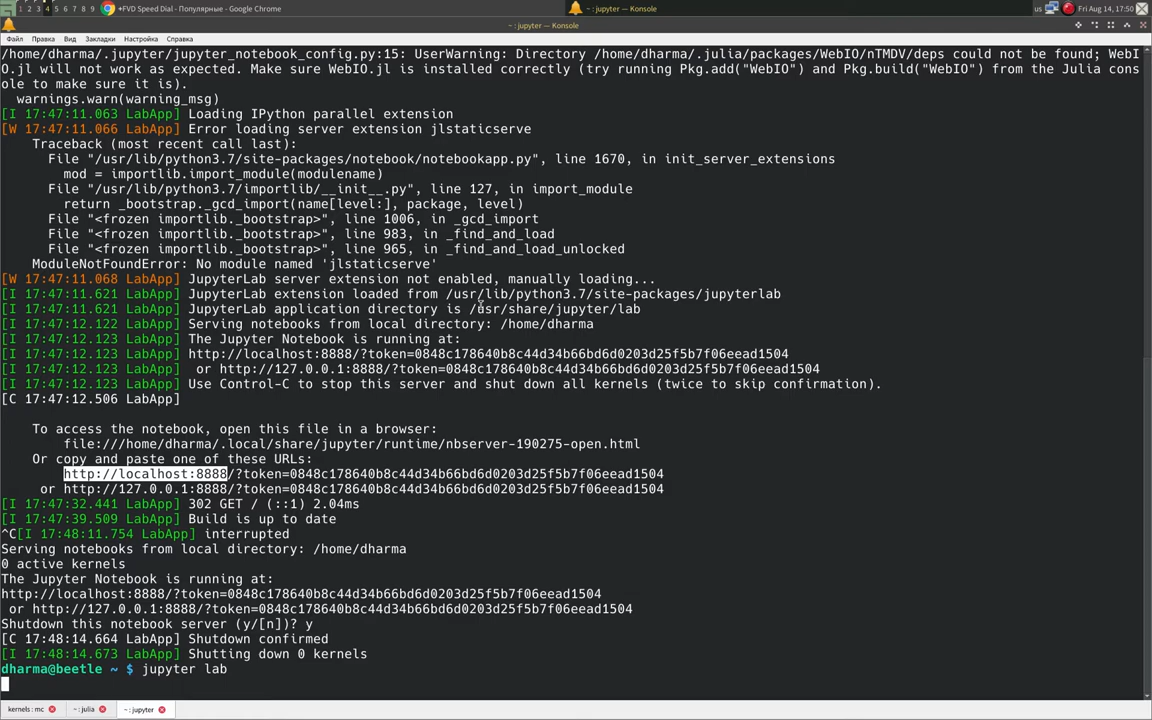 1 2 3 4 5 6 7 8 9 +FVD Speed Dial - Популярные - Google Chrome ~ : jupyter — Konsole us Fri Aug 14, 17:50
~ : jupyter — Konsole
Файл Правка Вид Закладки Настройка Справка
/home/dharma/.jupyter/jupyter_notebook_config.py:15: UserWarning: Directory /home/dharma/.julia/packages/WebIO/nTMDV/deps could not be found; WebI
O.jl will not work as expected. Make sure WebIO.jl is installed correctly (try running Pkg.add("WebIO") and Pkg.build("WebIO") from the Julia cons
ole to make sure it is).
warnings.warn(warning_msg)
[I 17:47:11.063 LabApp] Loading IPython parallel extension
[W 17:47:11.066 LabApp] Error loading server extension jlstaticserve
Traceback (most recent call last):
File "/usr/lib/python3.7/site-packages/notebook/notebookapp.py", line 1670, in init_server_extensions
mod = importlib.import_module(modulename)
File "/usr/lib/python3.7/importlib/__init__.py", line 127, in import_module
return _bootstrap._gcd_import(name[level:], package, level)
File "<frozen importlib._bootstrap>", line 1006, in _gcd_import
File "<frozen importlib._bootstrap>", line 983, in _find_and_load
File "<frozen importlib._bootstrap>", line 965, in _find_and_load_unlocked
ModuleNotFoundError: No module named 'jlstaticserve'
[W 17:47:11.068 LabApp] JupyterLab server extension not enabled, manually loading...
[I 17:47:11.621 LabApp] JupyterLab extension loaded from /usr/lib/python3.7/site-packages/jupyterlab
[I 17:47:11.621 LabApp] JupyterLab application directory is /usr/share/jupyter/lab
[I 17:47:12.122 LabApp] Serving notebooks from local directory: /home/dharma
[I 17:47:12.123 LabApp] The Jupyter Notebook is running at:
[I 17:47:12.123 LabApp] http://localhost:8888/?token=0848c178640b8c44d34b66bd6d0203d25f5b7f06eead1504
[I 17:47:12.123 LabApp]  or http://127.0.0.1:8888/?token=0848c178640b8c44d34b66bd6d0203d25f5b7f06eead1504
[I 17:47:12.123 LabApp] Use Control-C to stop this server and shut down all kernels (twice to skip confirmation).
[C 17:47:12.506 LabApp]
To access the notebook, open this file in a browser:
file:///home/dharma/.local/share/jupyter/runtime/nbserver-190275-open.html
Or copy and paste one of these URLs:
http://localhost:8888/?token=0848c178640b8c44d34b66bd6d0203d25f5b7f06eead1504
or http://127.0.0.1:8888/?token=0848c178640b8c44d34b66bd6d0203d25f5b7f06eead1504
[I 17:47:32.441 LabApp] 302 GET / (::1) 2.04ms
[I 17:47:39.509 LabApp] Build is up to date
^C[I 17:48:11.754 LabApp] interrupted
Serving notebooks from local directory: /home/dharma
0 active kernels
The Jupyter Notebook is running at:
http://localhost:8888/?token=0848c178640b8c44d34b66bd6d0203d25f5b7f06eead1504
or http://127.0.0.1:8888/?token=0848c178640b8c44d34b66bd6d0203d25f5b7f06eead1504
Shutdown this notebook server (y/[n])? y
[C 17:48:14.664 LabApp] Shutdown confirmed
[I 17:48:14.673 LabApp] Shutting down 0 kernels
dharma@beetle ~ $ jupyter lab
kernels : mc ~ : julia ~ : jupyter